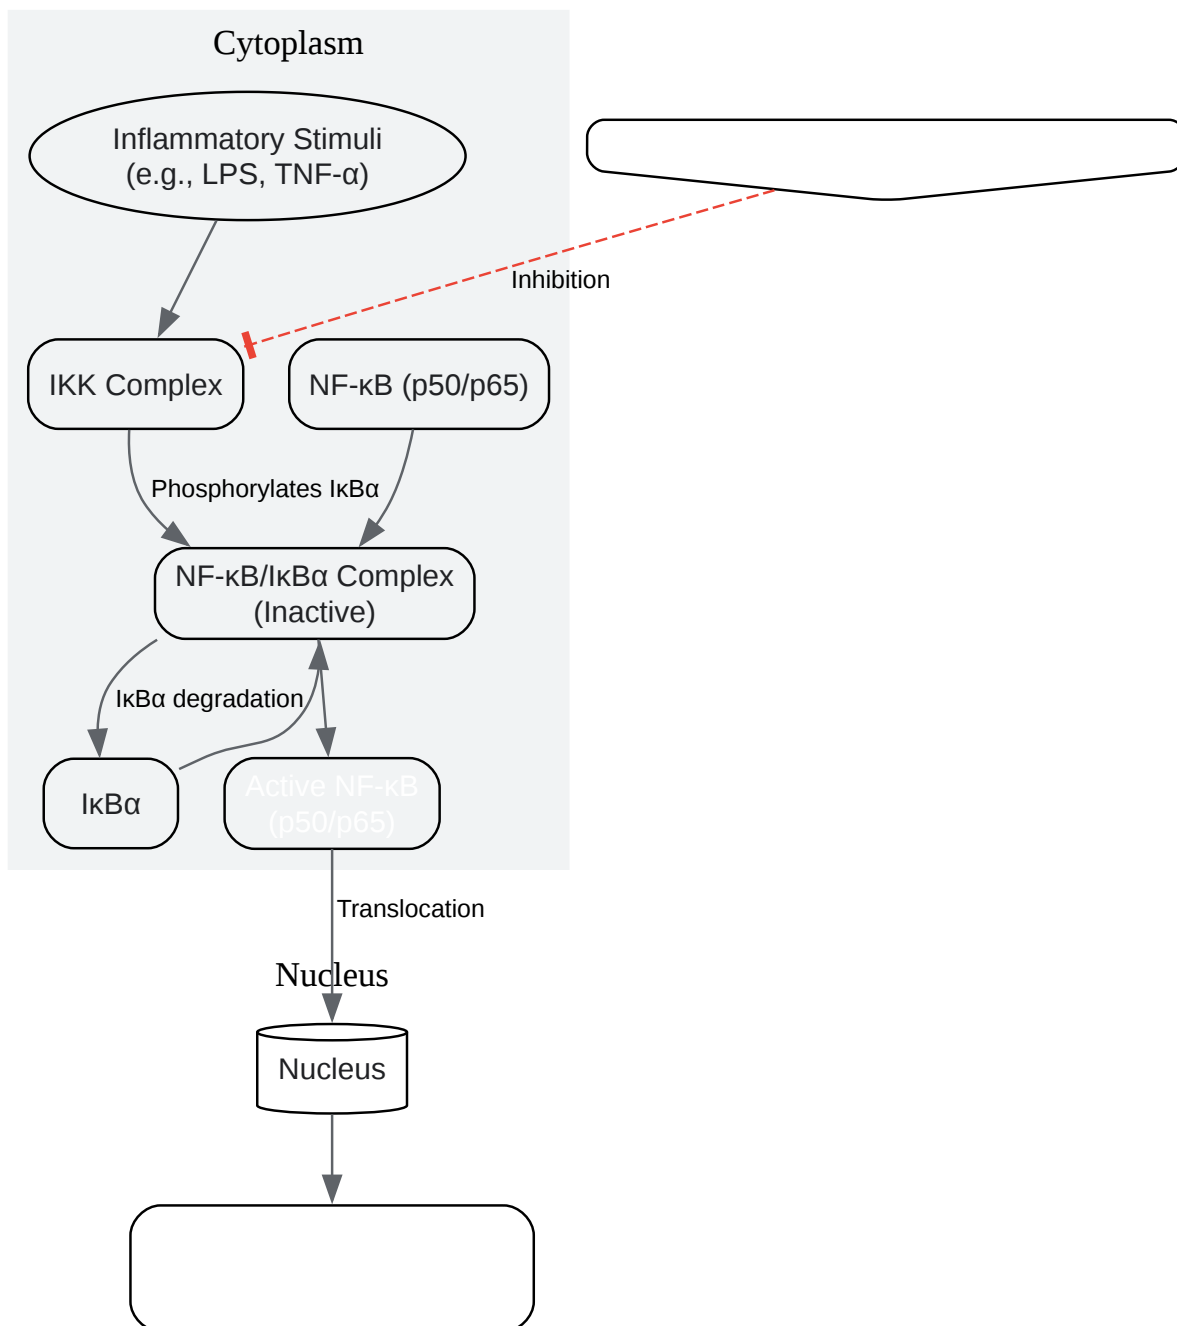 Cytoplasm
Inflammatory Stimuli
(e.g., LPS, TNF-α)
Inhibition
IKK Complex
NF-κB (p50/p65)
Phosphorylates IκBα
NF-κB/IκBα Complex
(Inactive)
IκBα degradation
IκBα
Active NF-κB
(p50/p65)
Translocation
Nucleus
Nucleus